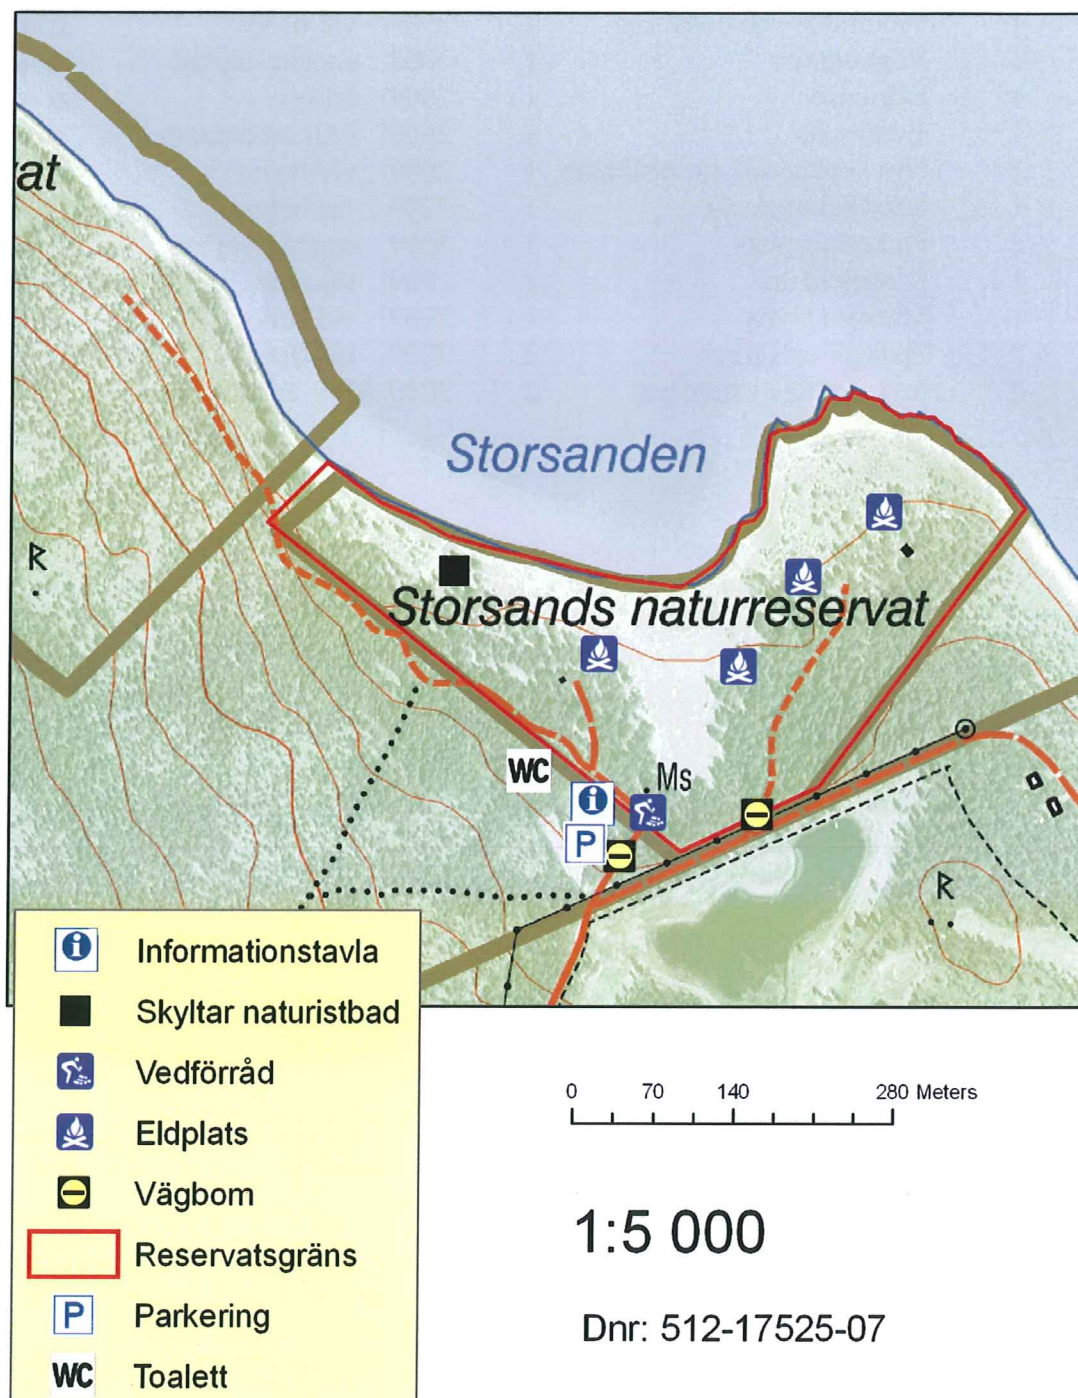 vat
Storsanden
R
Storsands naturreservat
WC
Ms
i
P
R
i Informationstavla
Skyltar naturistbad
Vedförråd
Eldplats
Vägbom
Reservatsgräns
P Parkering
WC Toalett
0 70 140 280 Meters
1:5 000
Dnr: 512-17525-07